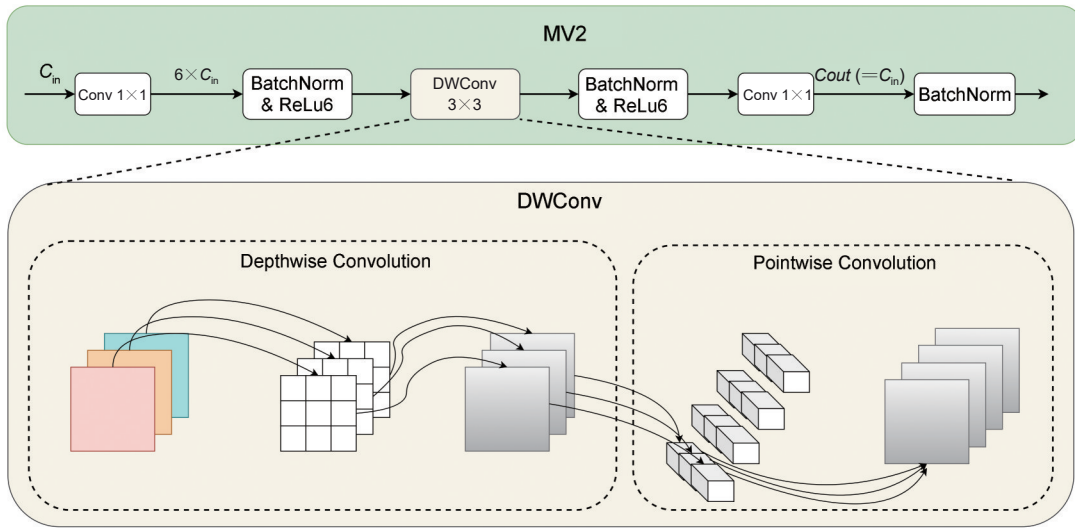 MV2
C_in
Conv 1×1
6×C_in
BatchNorm
& ReLu6
DWConv
3×3
BatchNorm
& ReLu6
Conv 1×1
Cout (=C_in)
BatchNorm
DWConv
Depthwise Convolution
Pointwise Convolution